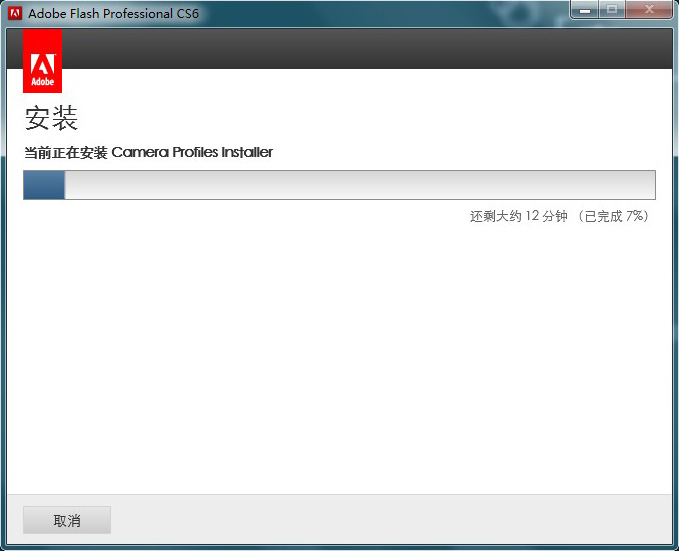 Adobe Flash Professional CS6
Adobe
安装
当前正在安装 Camera Profiles Installer
还剩大约 12 分钟 （已完成 7%）
取消